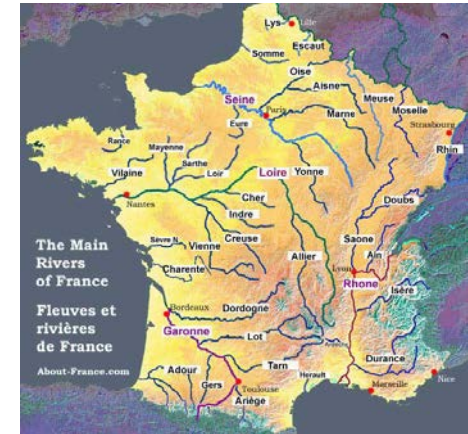 Lys
Lille
Escaut
Somme
Oise
Aisne
Meuse
Moselle
Seine
Paris
Marne
Strasbourg
Eure
Rhin
Rance
Mayenne
Sarthe
Vilaine
Loir
Loire
Yonne
Nantes
Cher
Doubs
Indre
Sèvre N.
Vienne
Creuse
Allier
Saone
Ain
Charente
Lyon
Rhone
Isère
Bordeaux
Dordogne
Garonne
Lot
Durance
Adour
Gers
Tarn
Herault
Toulouse
Marseille
Nice
Ariège
The Main
Rivers
of France
Fleuves et
rivières
de France
About-France.com